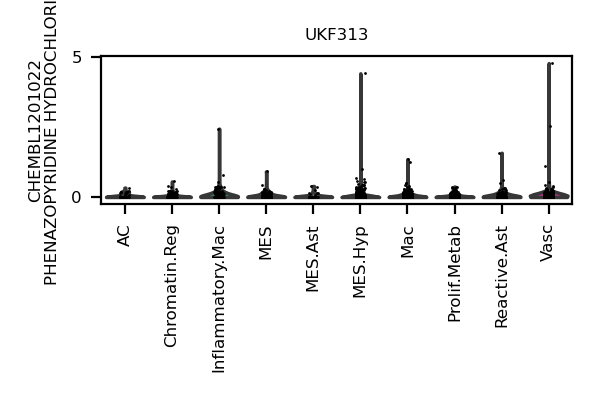 UKF313
CHEMBL1201022
PHENAZOPYRIDINE HYDROCHLORI
5
0
AC
Chromatin.Reg
Inflammatory.Mac
MES
MES.Ast
MES.Hyp
Mac
Prolif.Metab
Reactive.Ast
Vasc